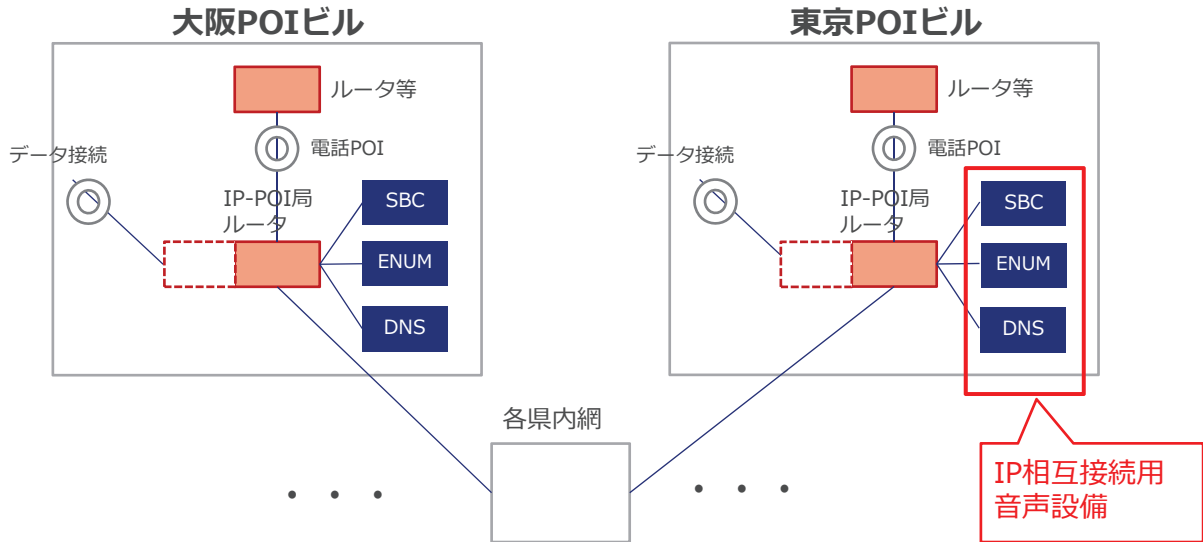 大阪POIビル
東京POIビル
ルータ等
電話POI
データ接続
IP-POI局
ルータ
SBC
ENUM
DNS
ルータ等
電話POI
データ接続
IP-POI局
ルータ
SBC
ENUM
DNS
各県内網
・・・
・・・
IP相互接続用
音声設備